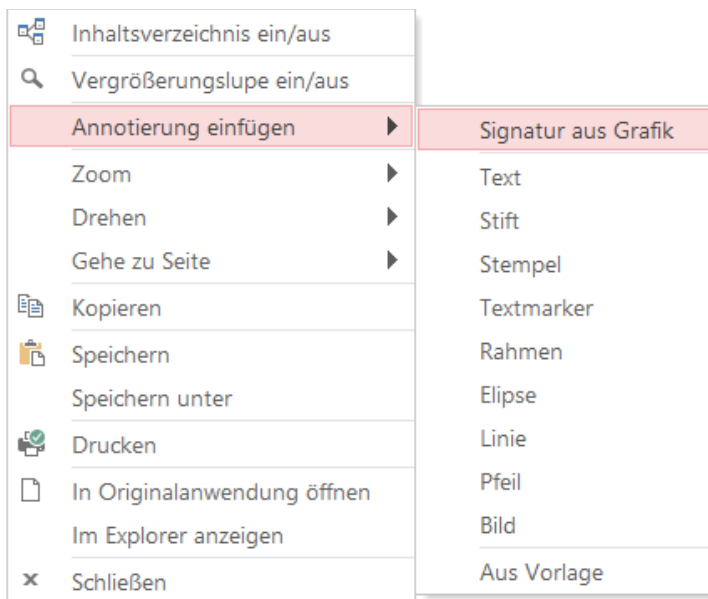 Inhaltsverzeichnis ein/aus
Vergrößerungslupe ein/aus
Annotierung einfügen
Zoom
Drehen
Gehe zu Seite
Kopieren
Speichern
Speichern unter
Drucken
In Originalanwendung öffnen
Im Explorer anzeigen
Schließen
Signatur aus Grafik
Text
Stift
Stempel
Textmarker
Rahmen
Elipse
Linie
Pfeil
Bild
Aus Vorlage